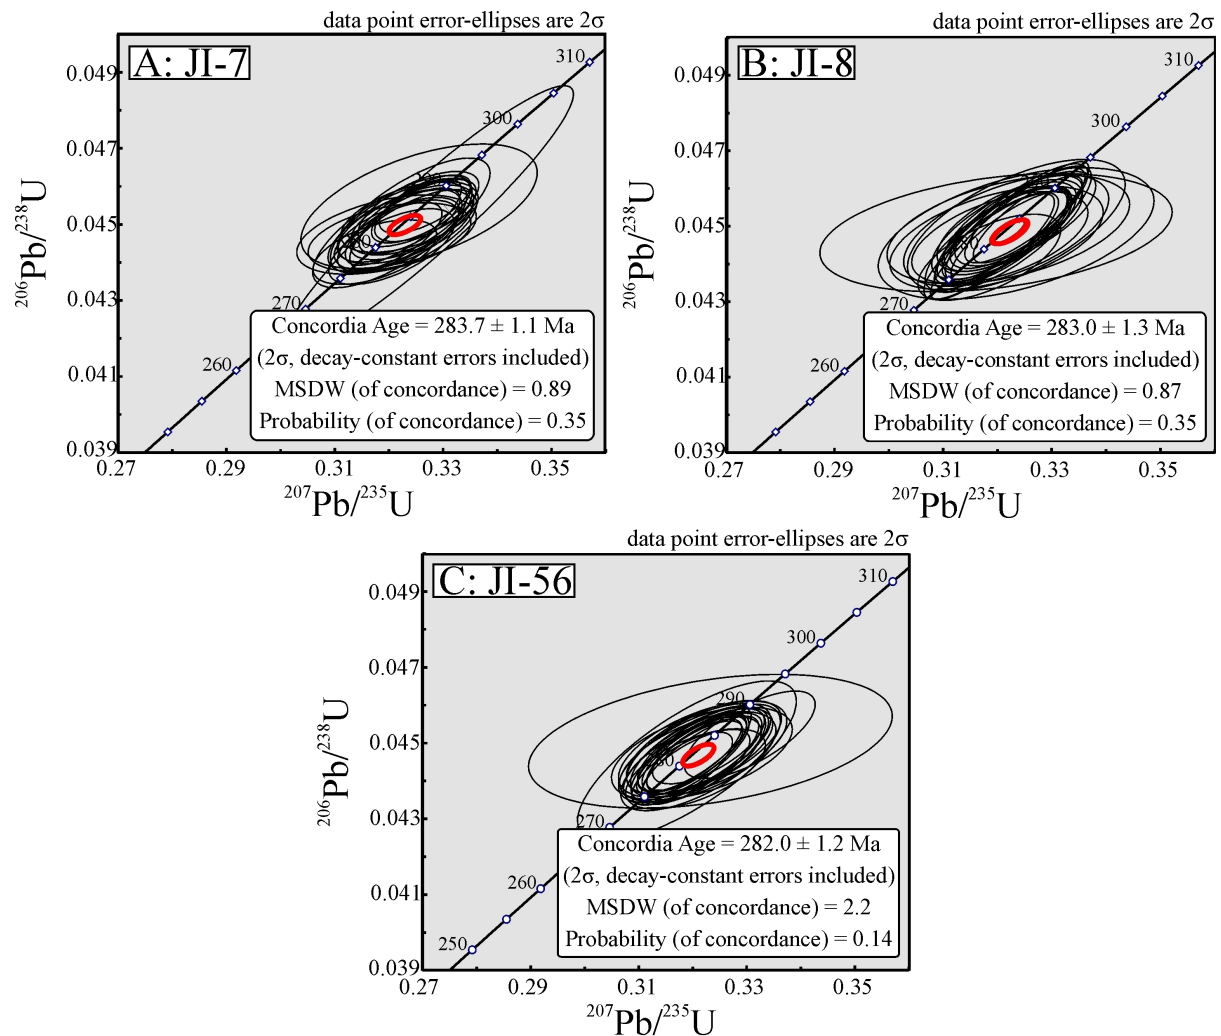 data point error-ellipses are 2σ
A: JI-7
310
300
270
260
0.049
0.047
0.045
0.043
0.041
0.039
0.27
0.29
0.31
0.33
0.35
206Pb/238U
207Pb/235U
Concordia Age = 283.7 ± 1.1 Ma
(2σ, decay-constant errors included)
MSDW (of concordance) = 0.89
Probability (of concordance) = 0.35
data point error-ellipses are 2σ
B: JI-8
310
300
270
260
0.049
0.047
0.045
0.043
0.041
0.039
0.27
0.29
0.31
0.33
0.35
206Pb/238U
207Pb/235U
Concordia Age = 283.0 ± 1.3 Ma
(2σ, decay-constant errors included)
MSDW (of concordance) = 0.87
Probability (of concordance) = 0.35
data point error-ellipses are 2σ
C: JI-56
310
300
290
270
260
250
0.049
0.047
0.045
0.043
0.041
0.039
0.27
0.29
0.31
0.33
0.35
206Pb/238U
207Pb/235U
Concordia Age = 282.0 ± 1.2 Ma
(2σ, decay-constant errors included)
MSDW (of concordance) = 2.2
Probability (of concordance) = 0.14